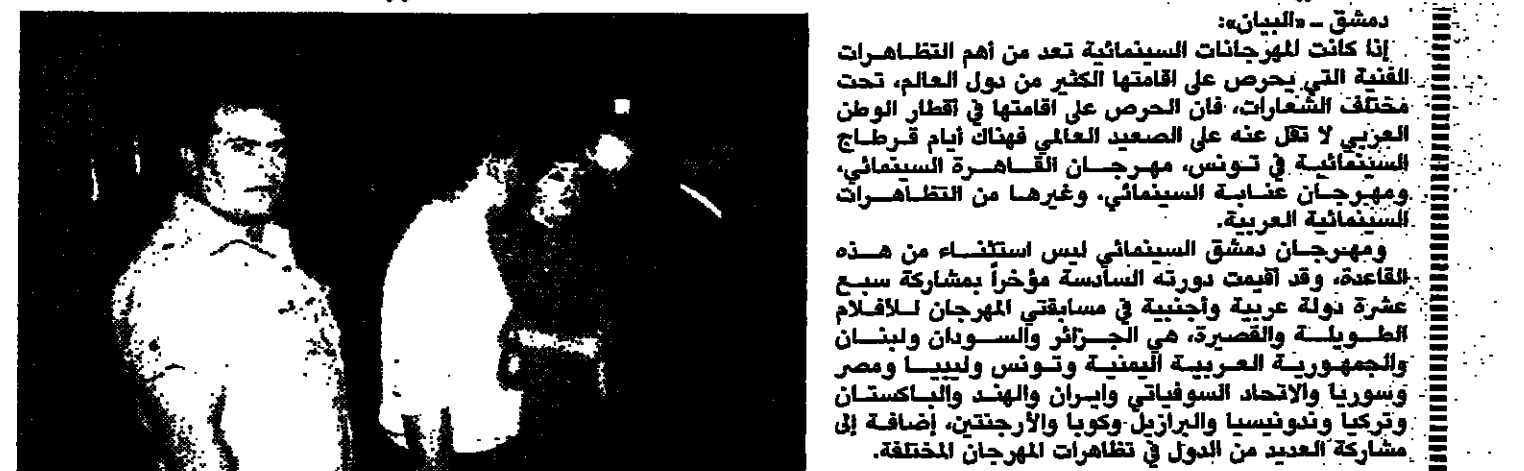 دمشق ـ «البيان»:
إذا كانت المهرجانات السينمائية تعد من أهم التظاهرات
الفنية التي يحرص على اقامتها الكثير من دول العالم، تحت
مختلف الشعارات، فان الحرص على اقامتها في أقطار الوطن
العربي لا تقل عنه على الصعيد العالمي فهناك أيام قرطاج
السينمائية في تونس، مهرجان القاهرة السينمائي،
ومهرجان عنابة السينمائي، وغيرها من التظاهرات
السينمائية العربية.
ومهرجان دمشق السينمائي ليس استثناء من هذه
القاعدة، وقد أقيمت دورته السادسة مؤخراً بمشاركة سبع
عشرة دولة عربية وأجنبية في مسابقتي المهرجان للأفلام
الطويلة والقصيرة، هي الجزائر والسودان ولبنان
والجمهورية العربية اليمنية وتونس وليبيا ومصر
وسوريا والاتحاد السوفياتي وايران والهند والباكستان
وتركيا وندونيسيا والبرازيل وكوبا والأرجنتين، إضافة إلى
مشاركة العديد من الدول في تظاهرات المهرجان المختلفة.